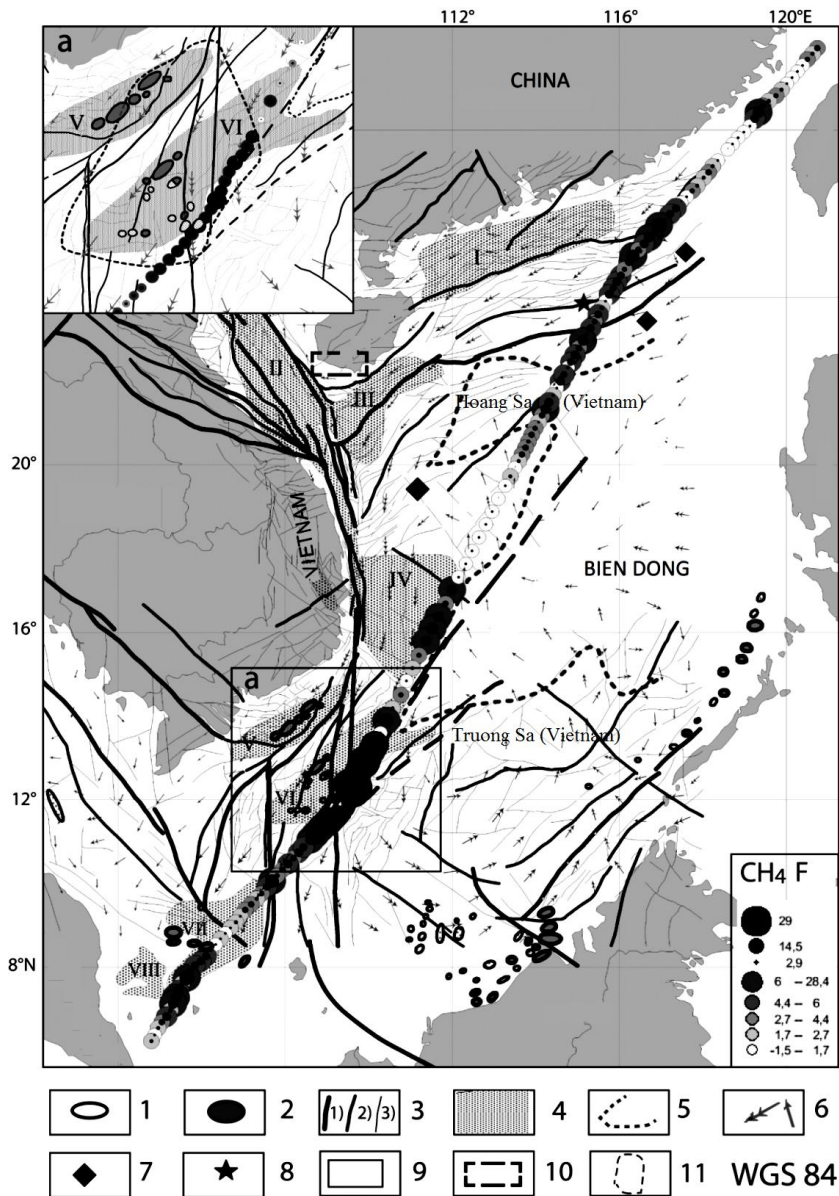 112° 116° 120°E
a
CHINA
V
VI
I
II
III
Hoang Sa (Vietnam)
20°
VIETNAM
IV
BIEN DONG
16°
a
V
Truong Sa (Vietnam)
VI
12°
CH4 F
29
14,5
2,9
6 – 28,4
4,4 – 6
2,7 – 4,4
1,7 – 2,7
-1,5 – 1,7
VII
VIII
8°N
1 2 1) 2) 3) 3 4 5 6
7 8 9 10 11 WGS 84